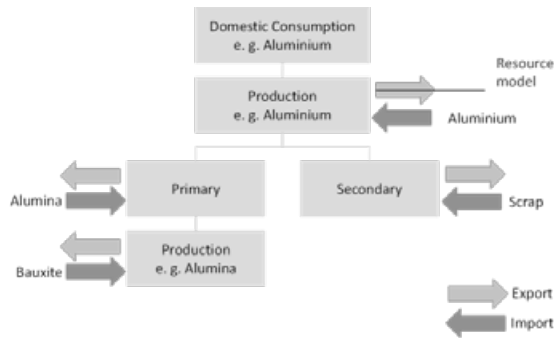 Domestic Consumption
e. g. Aluminium
Resource
model
Production
e. g. Aluminium
Aluminium
Alumina
Primary
Secondary
Scrap
Bauxite
Production
e. g. Alumina
Export
Import